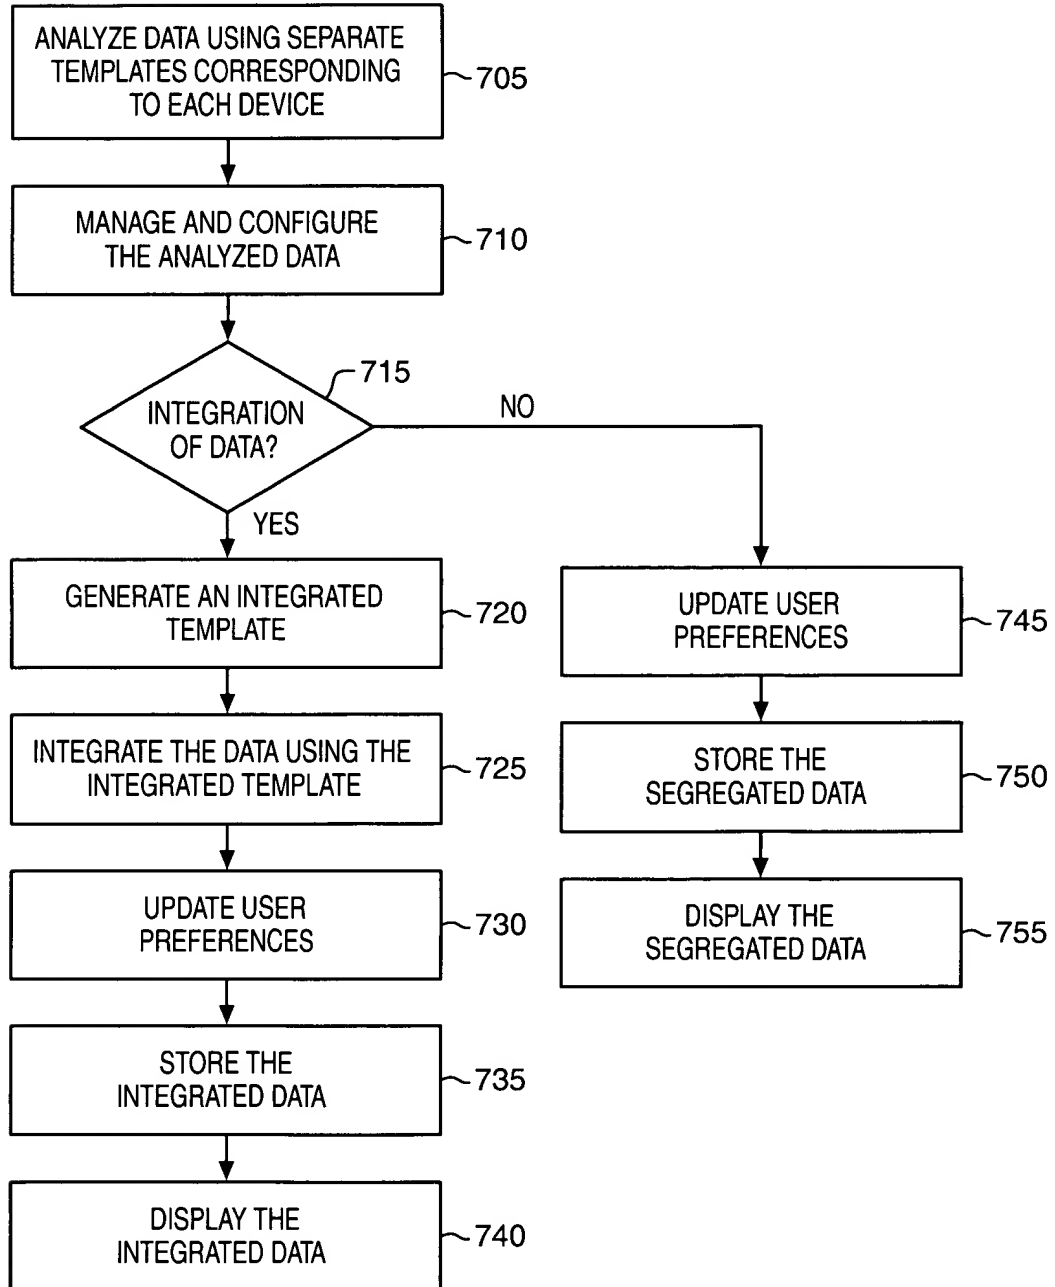 ANALYZE DATA USING SEPARATE
TEMPLATES CORRESPONDING
TO EACH DEVICE
705
MANAGE AND CONFIGURE
THE ANALYZED DATA
710
715
INTEGRATION
OF DATA?
NO
YES
GENERATE AN INTEGRATED
TEMPLATE
720
INTEGRATE THE DATA USING THE
INTEGRATED TEMPLATE
725
UPDATE USER
PREFERENCES
730
STORE THE
INTEGRATED DATA
735
DISPLAY THE
INTEGRATED DATA
740
UPDATE USER
PREFERENCES
745
STORE THE
SEGREGATED DATA
750
DISPLAY THE
SEGREGATED DATA
755